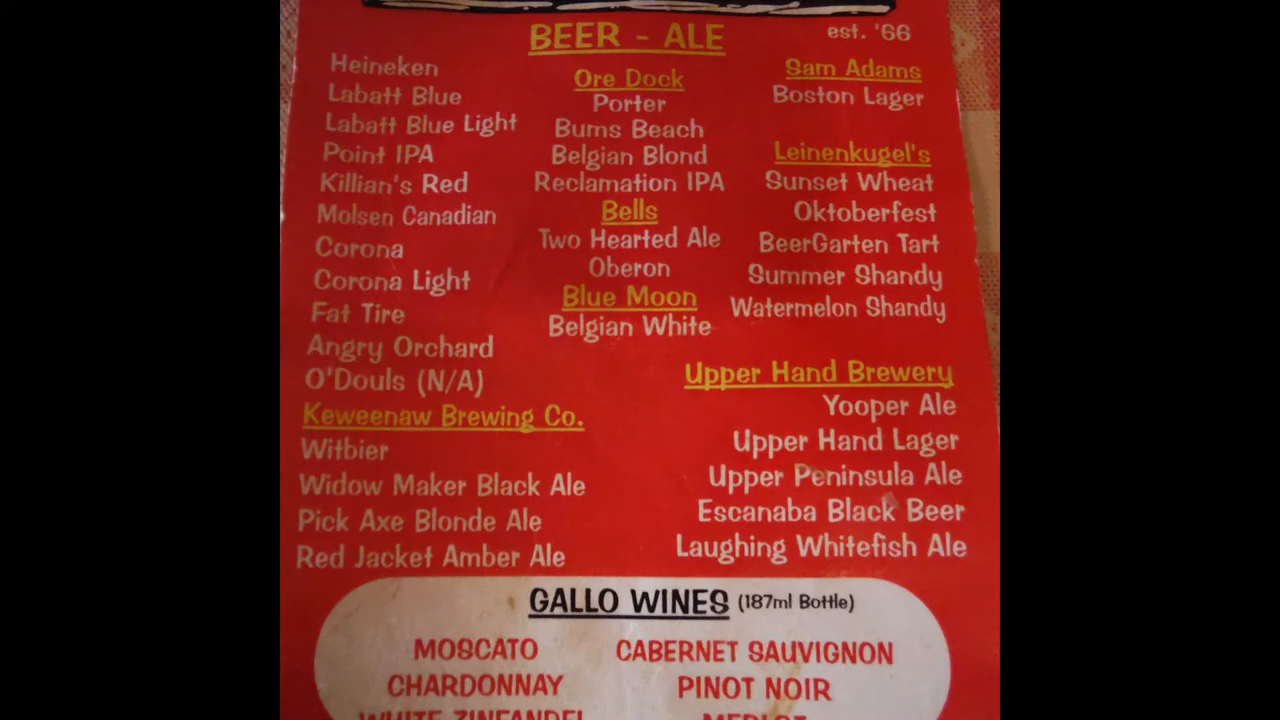 BEER - ALE
est. '66
Heineken
Labatt Blue
Labatt Blue Light
Point IPA
Killian's Red
Molsen Canadian
Corona
Corona Light
Fat Tire
Angry Orchard
O'Douls (N/A)
Keweenaw Brewing Co.
Witbier
Widow Maker Black Ale
Pick Axe Blonde Ale
Red Jacket Amber Ale
Ore Dock
Porter
Bums Beach
Belgian Blond
Reclamation IPA
Bells
Two Hearted Ale
Oberon
Blue Moon
Belgian White
Sam Adams
Boston Lager
Leinenkugel's
Sunset Wheat
Oktoberfest
BeerGarten Tart
Summer Shandy
Watermelon Shandy
Upper Hand Brewery
Yooper Ale
Upper Hand Lager
Upper Peninsula Ale
Escanaba Black Beer
Laughing Whitefish Ale
GALLO WINES (187ml Bottle)
MOSCATO
CHARDONNAY
WHITE ZINFANDEL
CABERNET SAUVIGNON
PINOT NOIR
MERLOT